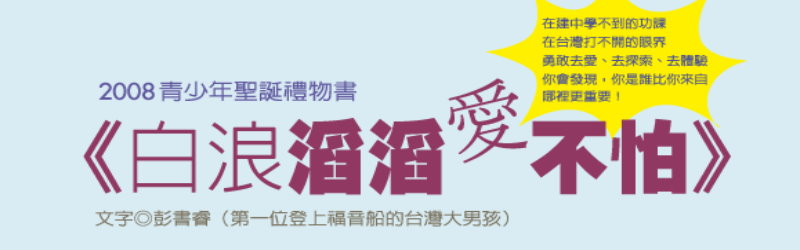 在建中學不到的功課
在台灣打不開的眼界
勇敢去愛、去探索、去體驗
你會發現，你是誰比你來自
哪裡更重要！
2008青少年聖誕禮物書
《白浪滔滔愛不怕》
文字◎彭書睿（第一位登上福音船的台灣大男孩）